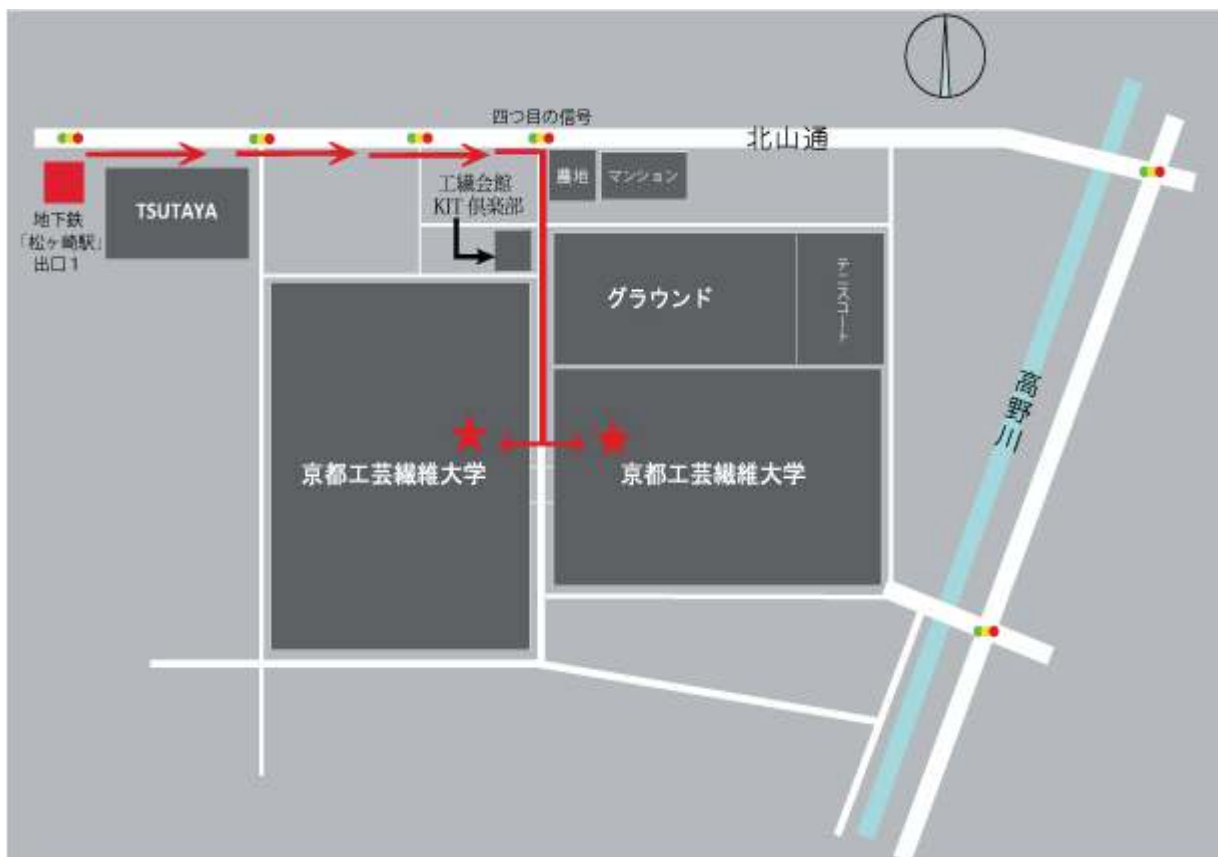 四つ目の信号
北山通
墓地
マンション
工繊会館
KIT 倶楽部
TSUTAYA
地下鉄
「松ヶ崎駅」
出口1
グラウンド
テニスコート
高野川
京都工芸繊維大学
京都工芸繊維大学